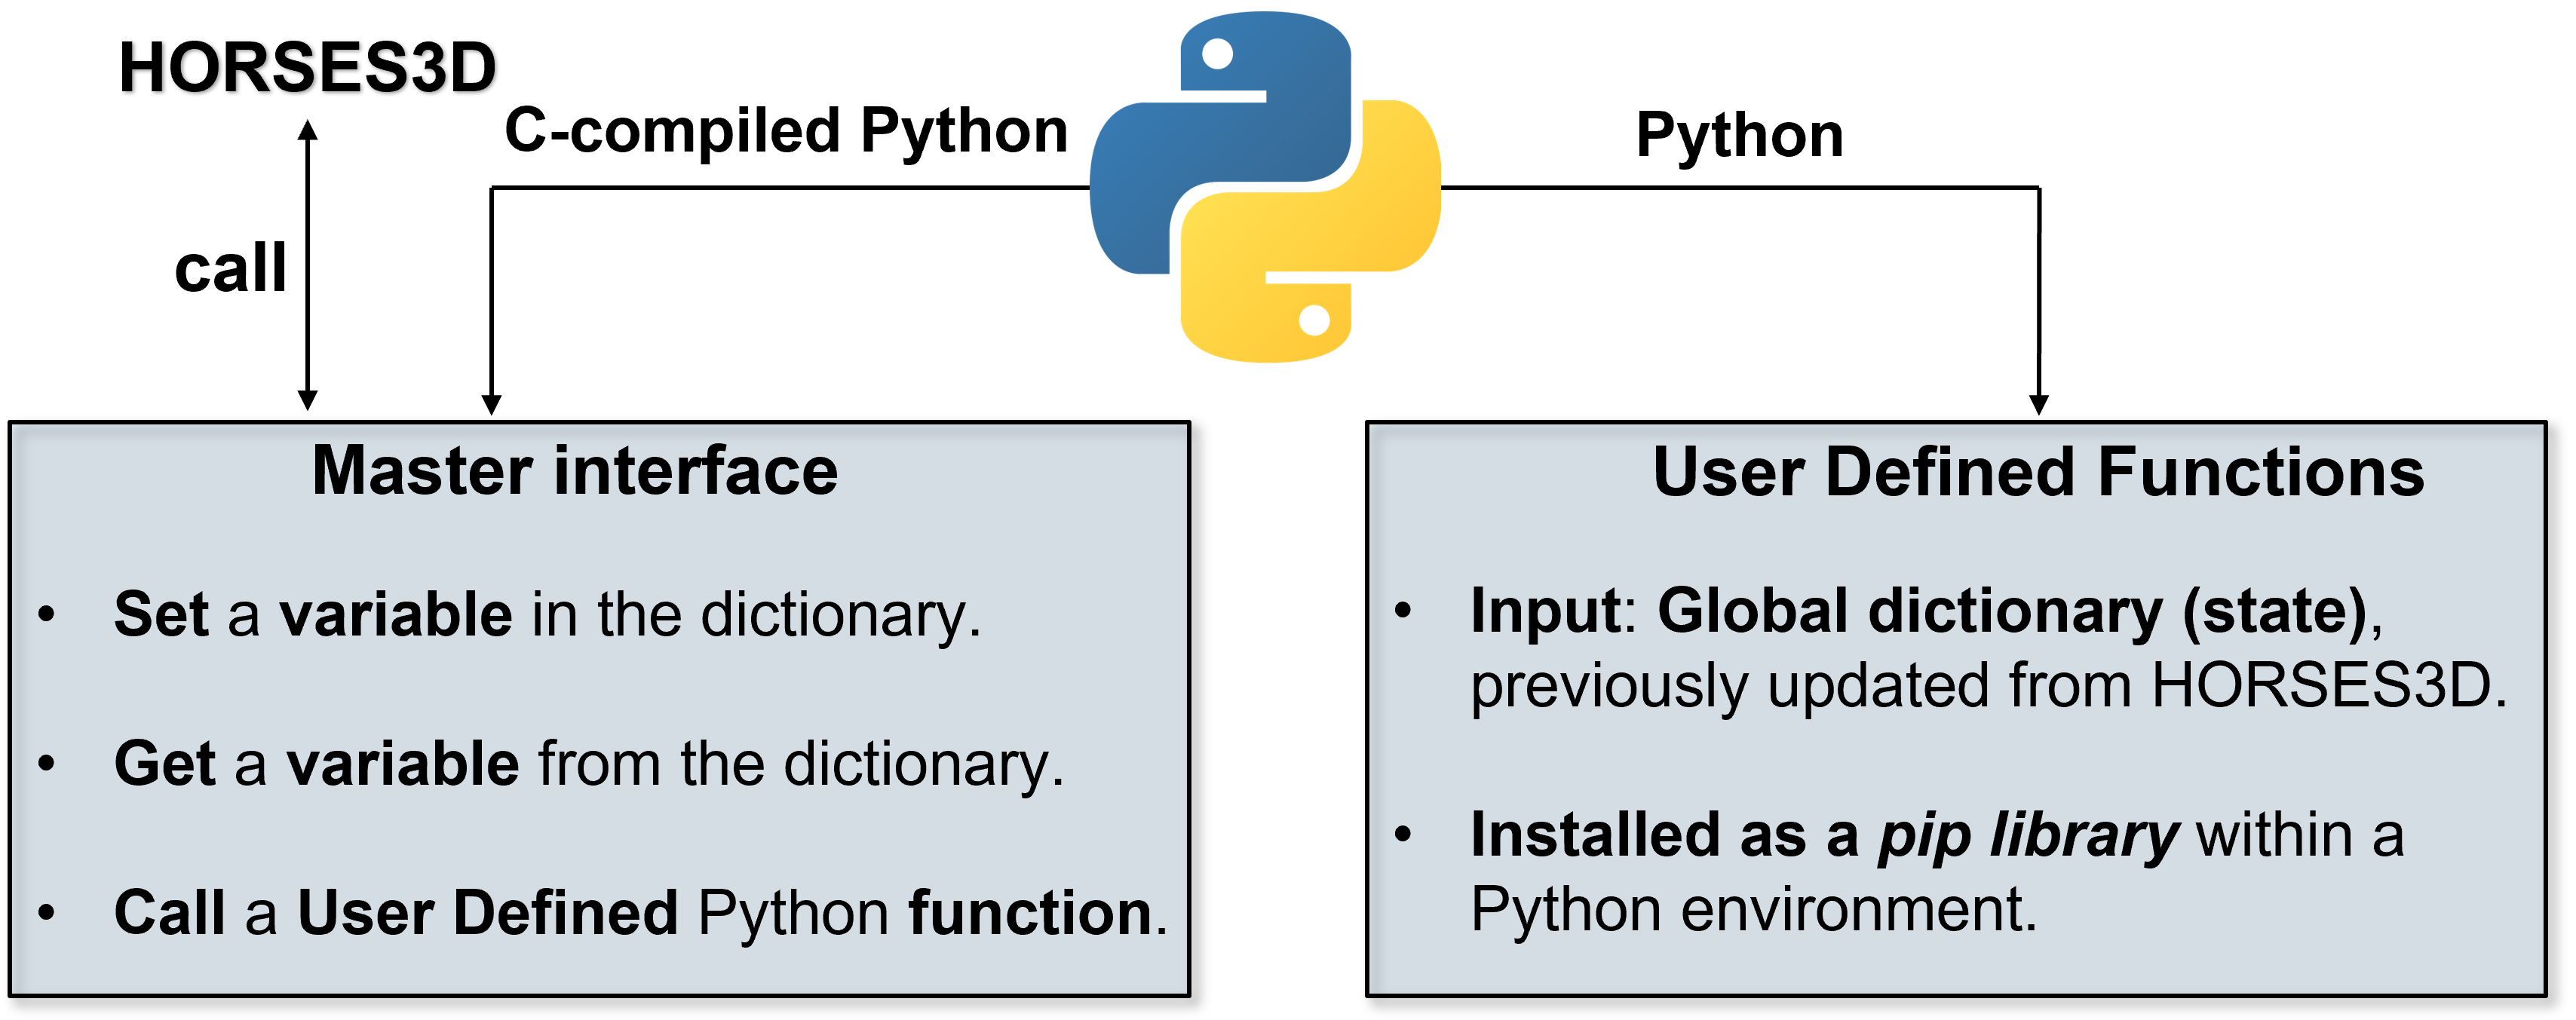 HORSES3D
C-compiled Python
Python
call
Master interface
• Set a variable in the dictionary.
• Get a variable from the dictionary.
• Call a User Defined Python function.
User Defined Functions
• Input: Global dictionary (state),
previously updated from HORSES3D.
• Installed as a pip library within a
Python environment.